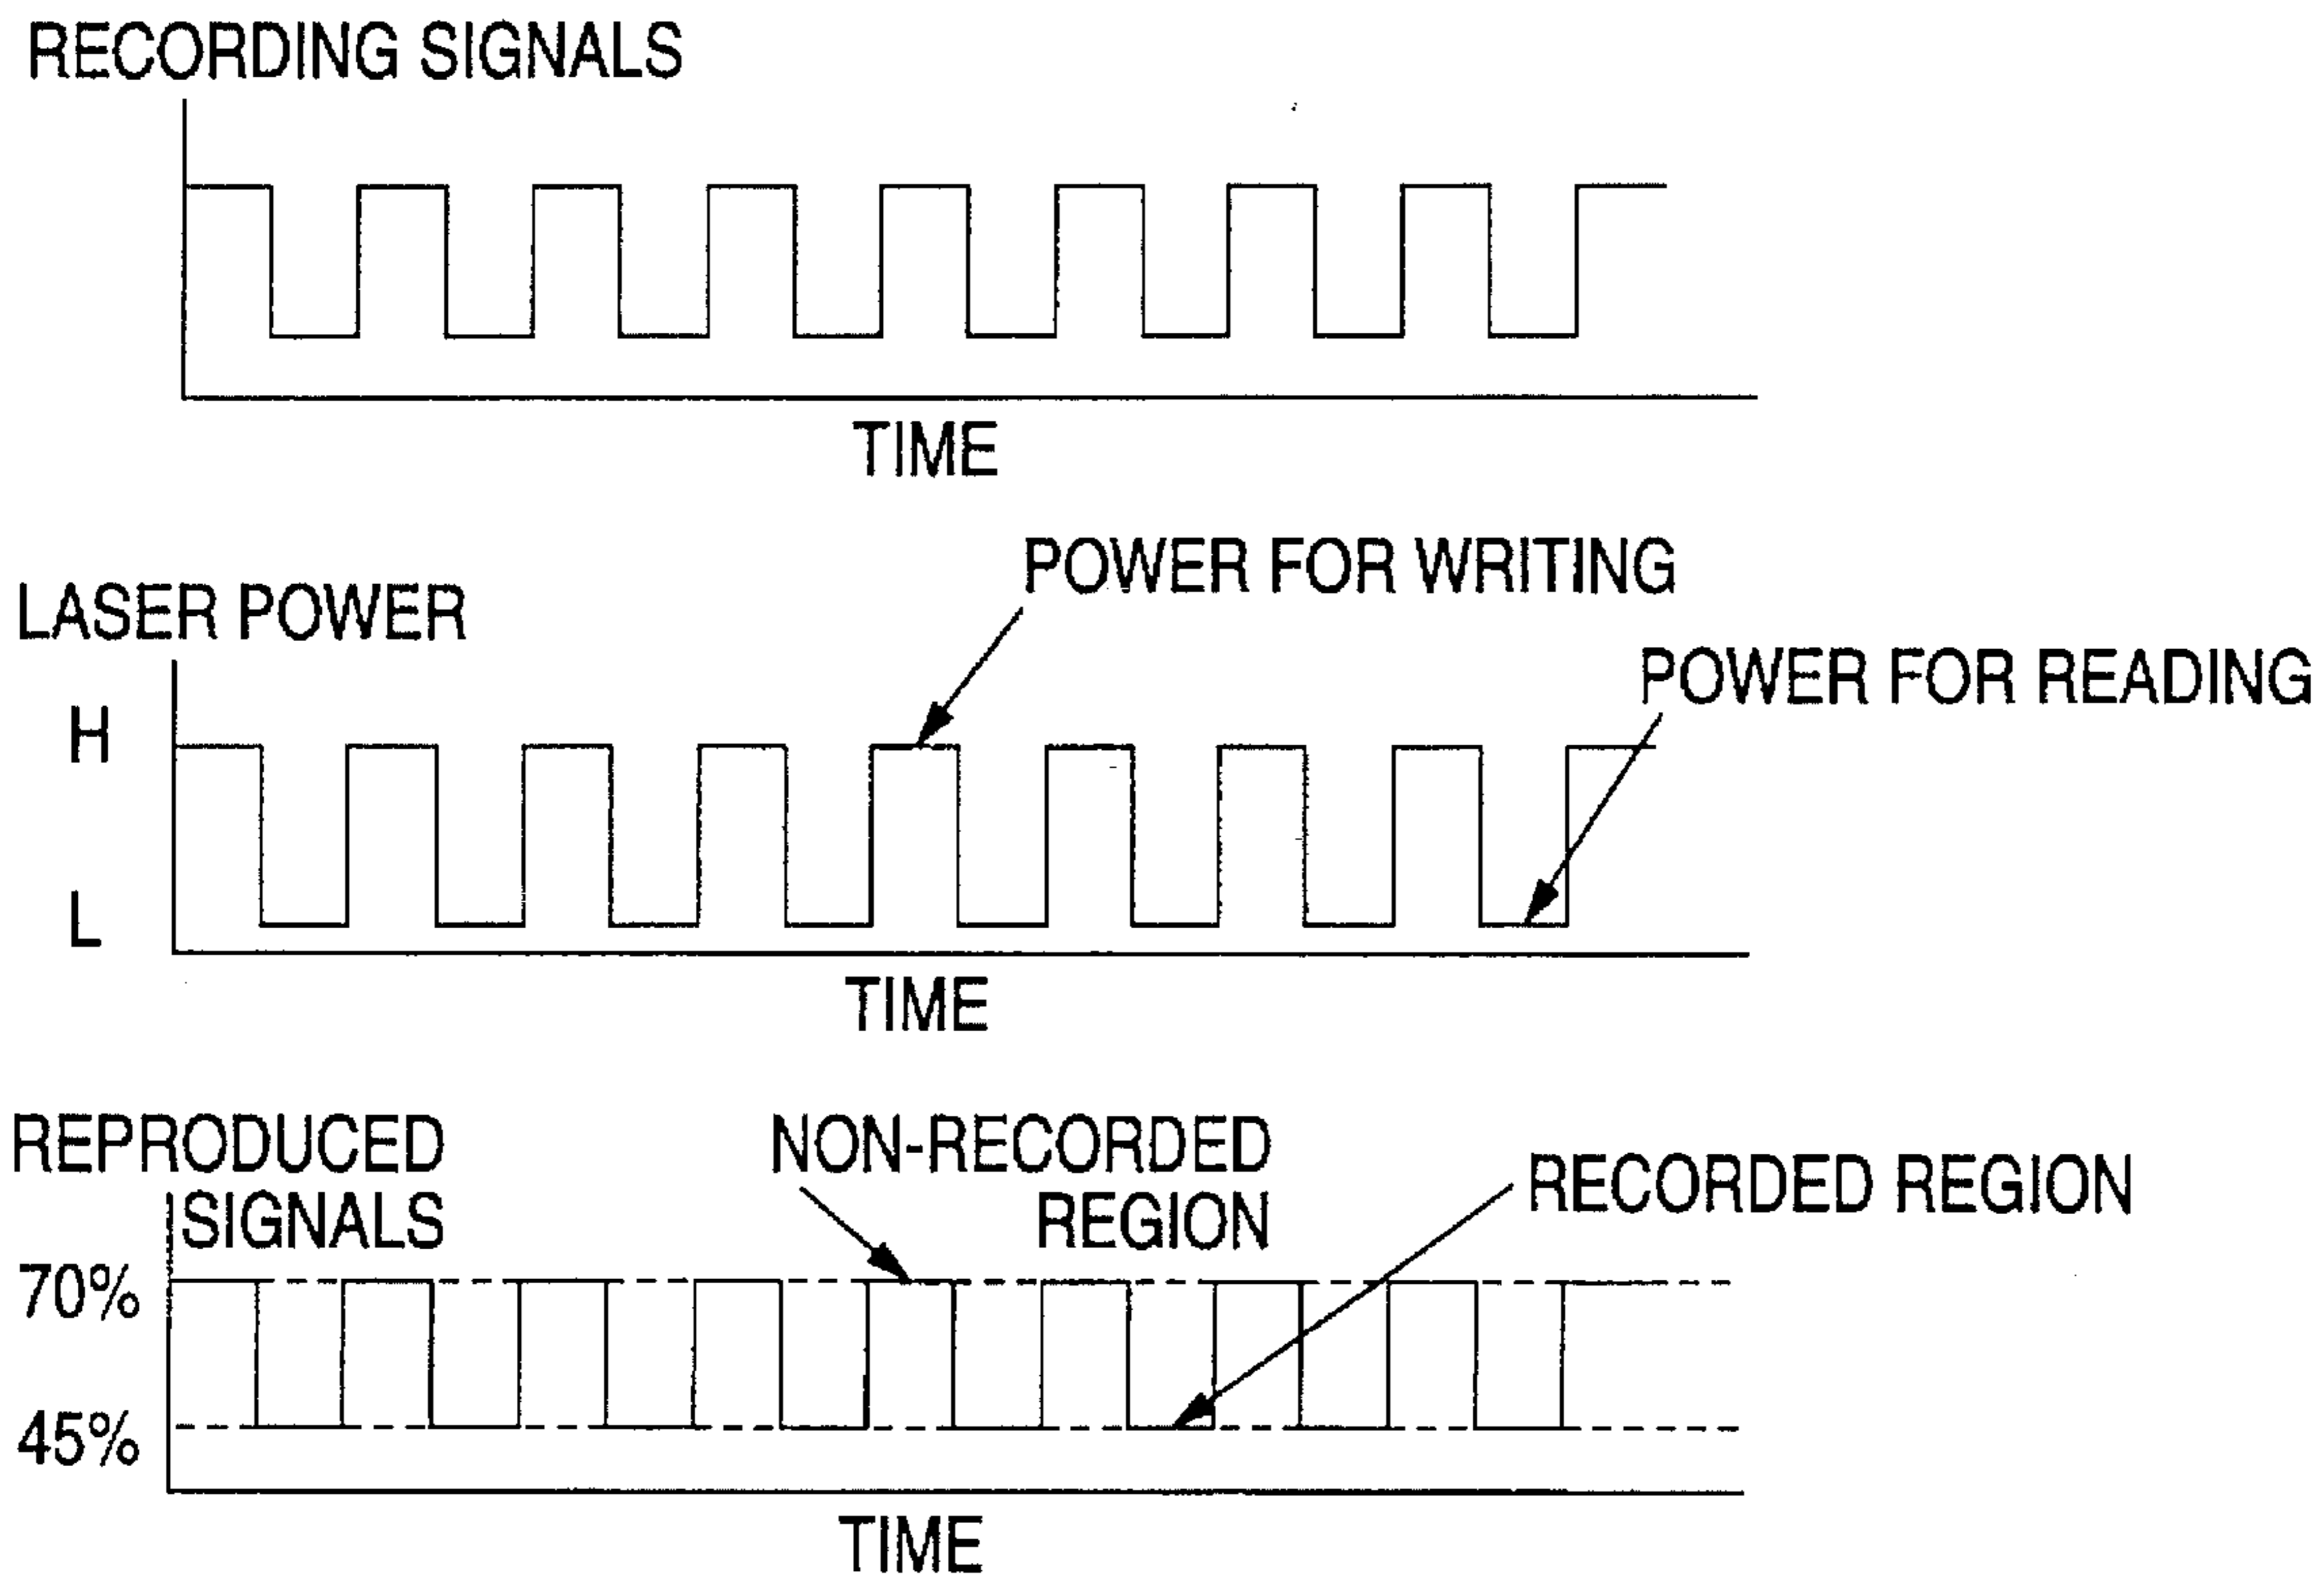 RECORDING SIGNALS
TIME
POWER FOR WRITING
LASER POWER
POWER FOR READING
H
L
TIME
REPRODUCED
SIGNALS
NON-RECORDED
REGION
RECORDED REGION
70%
45%
TIME